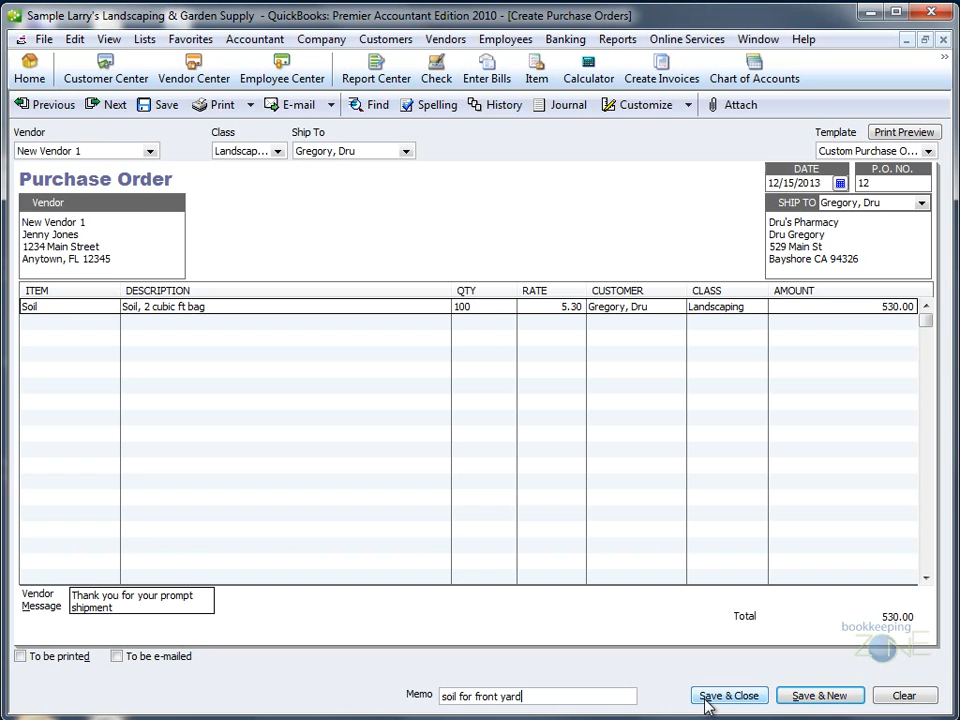 Sample Larry's Landscaping & Garden Supply - QuickBooks: Premier Accountant Edition 2010 - [Create Purchase Orders]
File Edit View Lists Favorites Accountant Company Customers Vendors Employees Banking Reports Online Services Window Help
Home Customer Center Vendor Center Employee Center Report Center Check Enter Bills Item Calculator Create Invoices Chart of Accounts
Previous Next Save Print E-mail Find Spelling History Journal Customize Attach
Vendor Class Ship To Template Print Preview
New Vendor 1 Landscap... Gregory, Dru Custom Purchase O...
Purchase Order DATE P.O. NO.
12/15/2013 12
Vendor SHIP TO Gregory, Dru
New Vendor 1 Dru's Pharmacy
Jenny Jones Dru Gregory
1234 Main Street 529 Main St
Anytown, FL 12345 Bayshore CA 94326
ITEM DESCRIPTION QTY RATE CUSTOMER CLASS AMOUNT
Soil Soil, 2 cubic ft bag 100 5.30 Gregory, Dru Landscaping 530.00
Vendor Message Thank you for your prompt shipment
Total 530.00
bookkeeping
ZONE
To be printed To be e-mailed
Memo soil for front yard Save & Close Save & New Clear